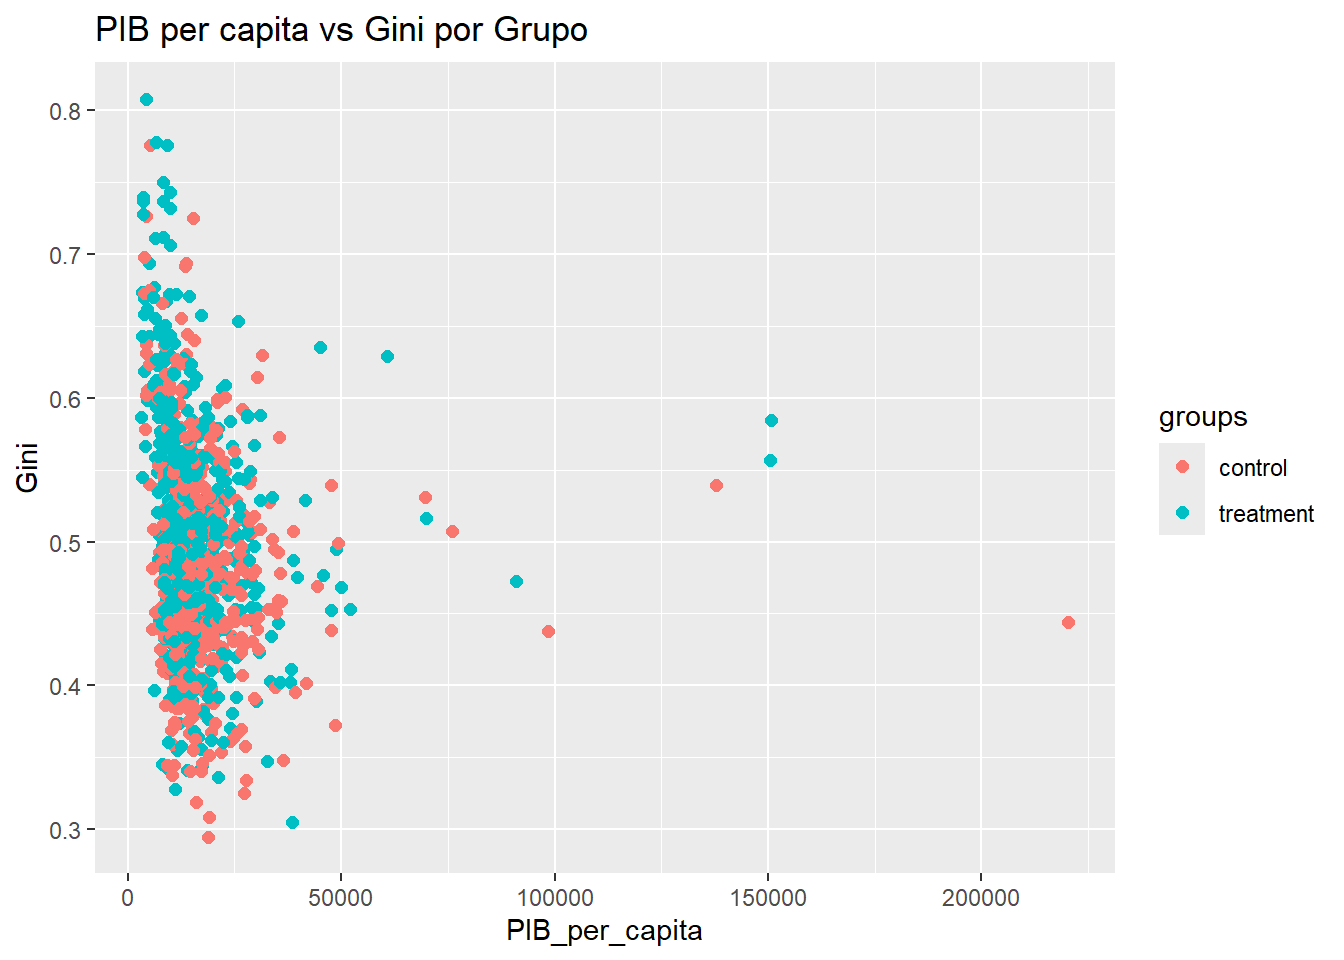 PIB per capita vs Gini por Grupo
0.8
0.7
0.6
0.5
0.4
0.3
Gini
0
50000
100000
150000
200000
PIB_per_capita
groups
control
treatment